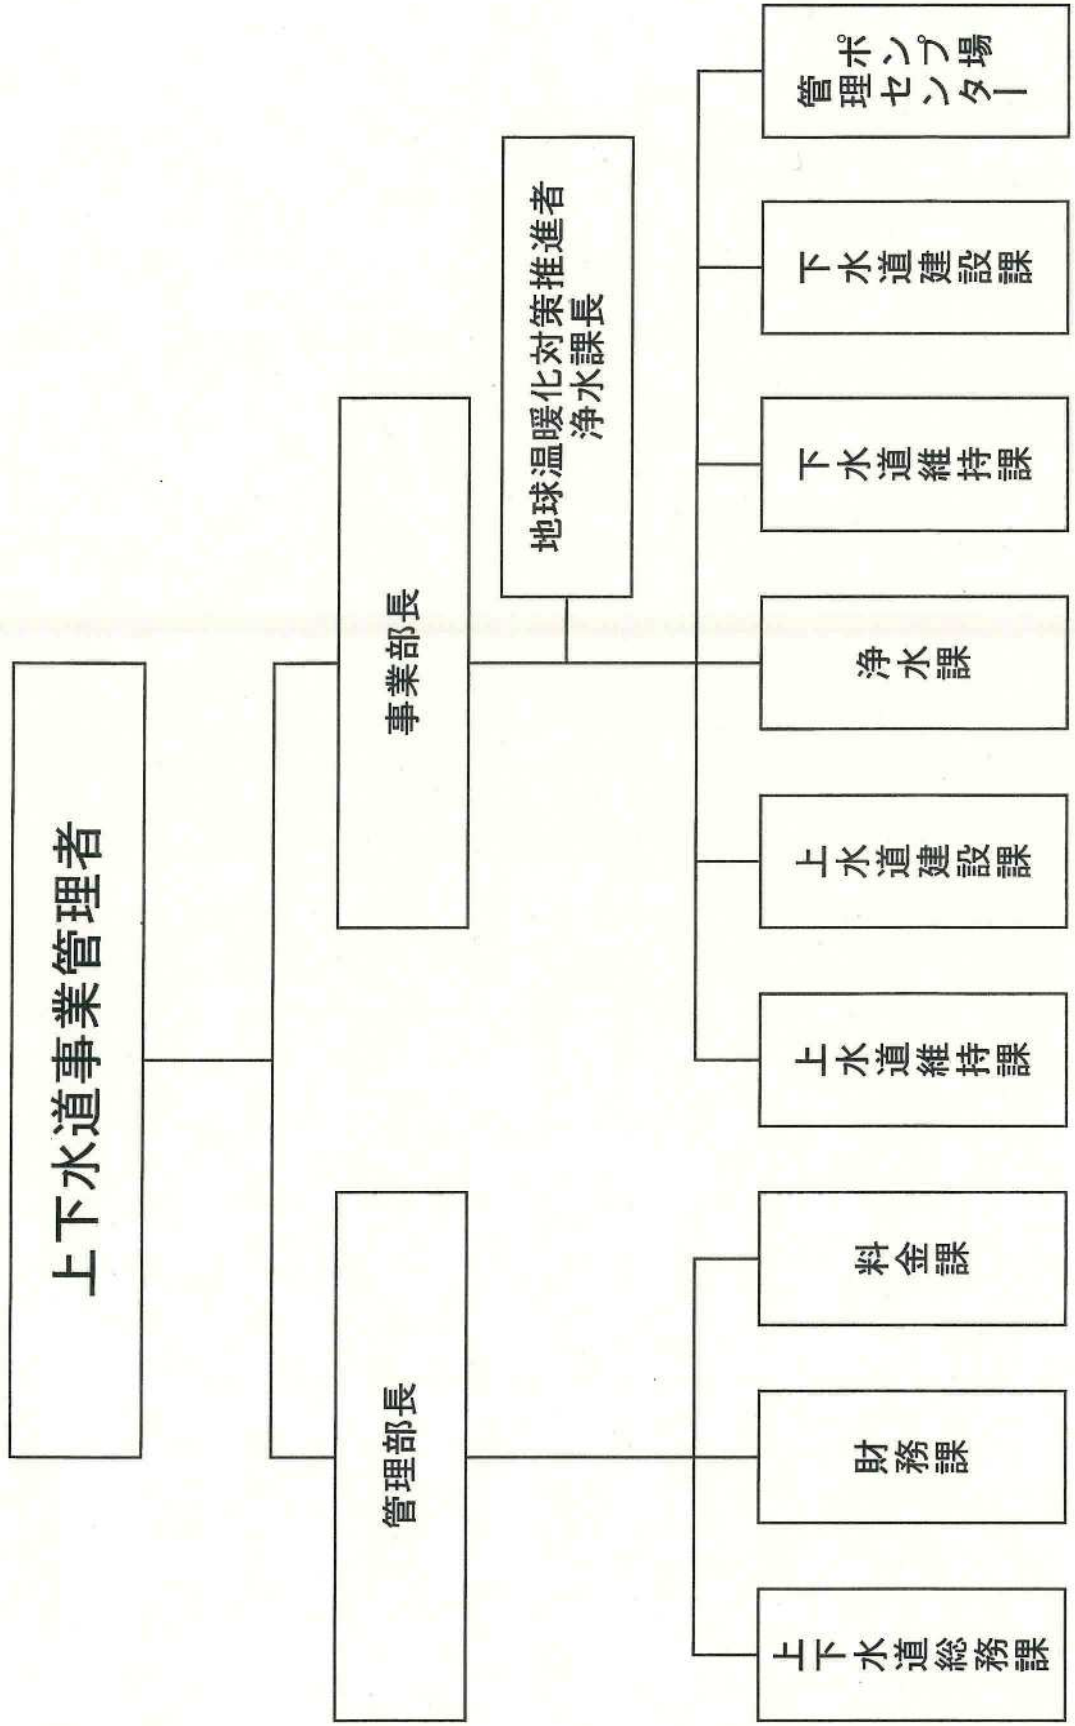 上下水道事業管理者
管理部長
事業部長
地球温暖化対策推進者
浄水課長
上下水道総務課
財務課
料金課
上水道維持課
上水道建設課
浄水課
下水道維持課
下水道建設課
ポンプ場
管理センター